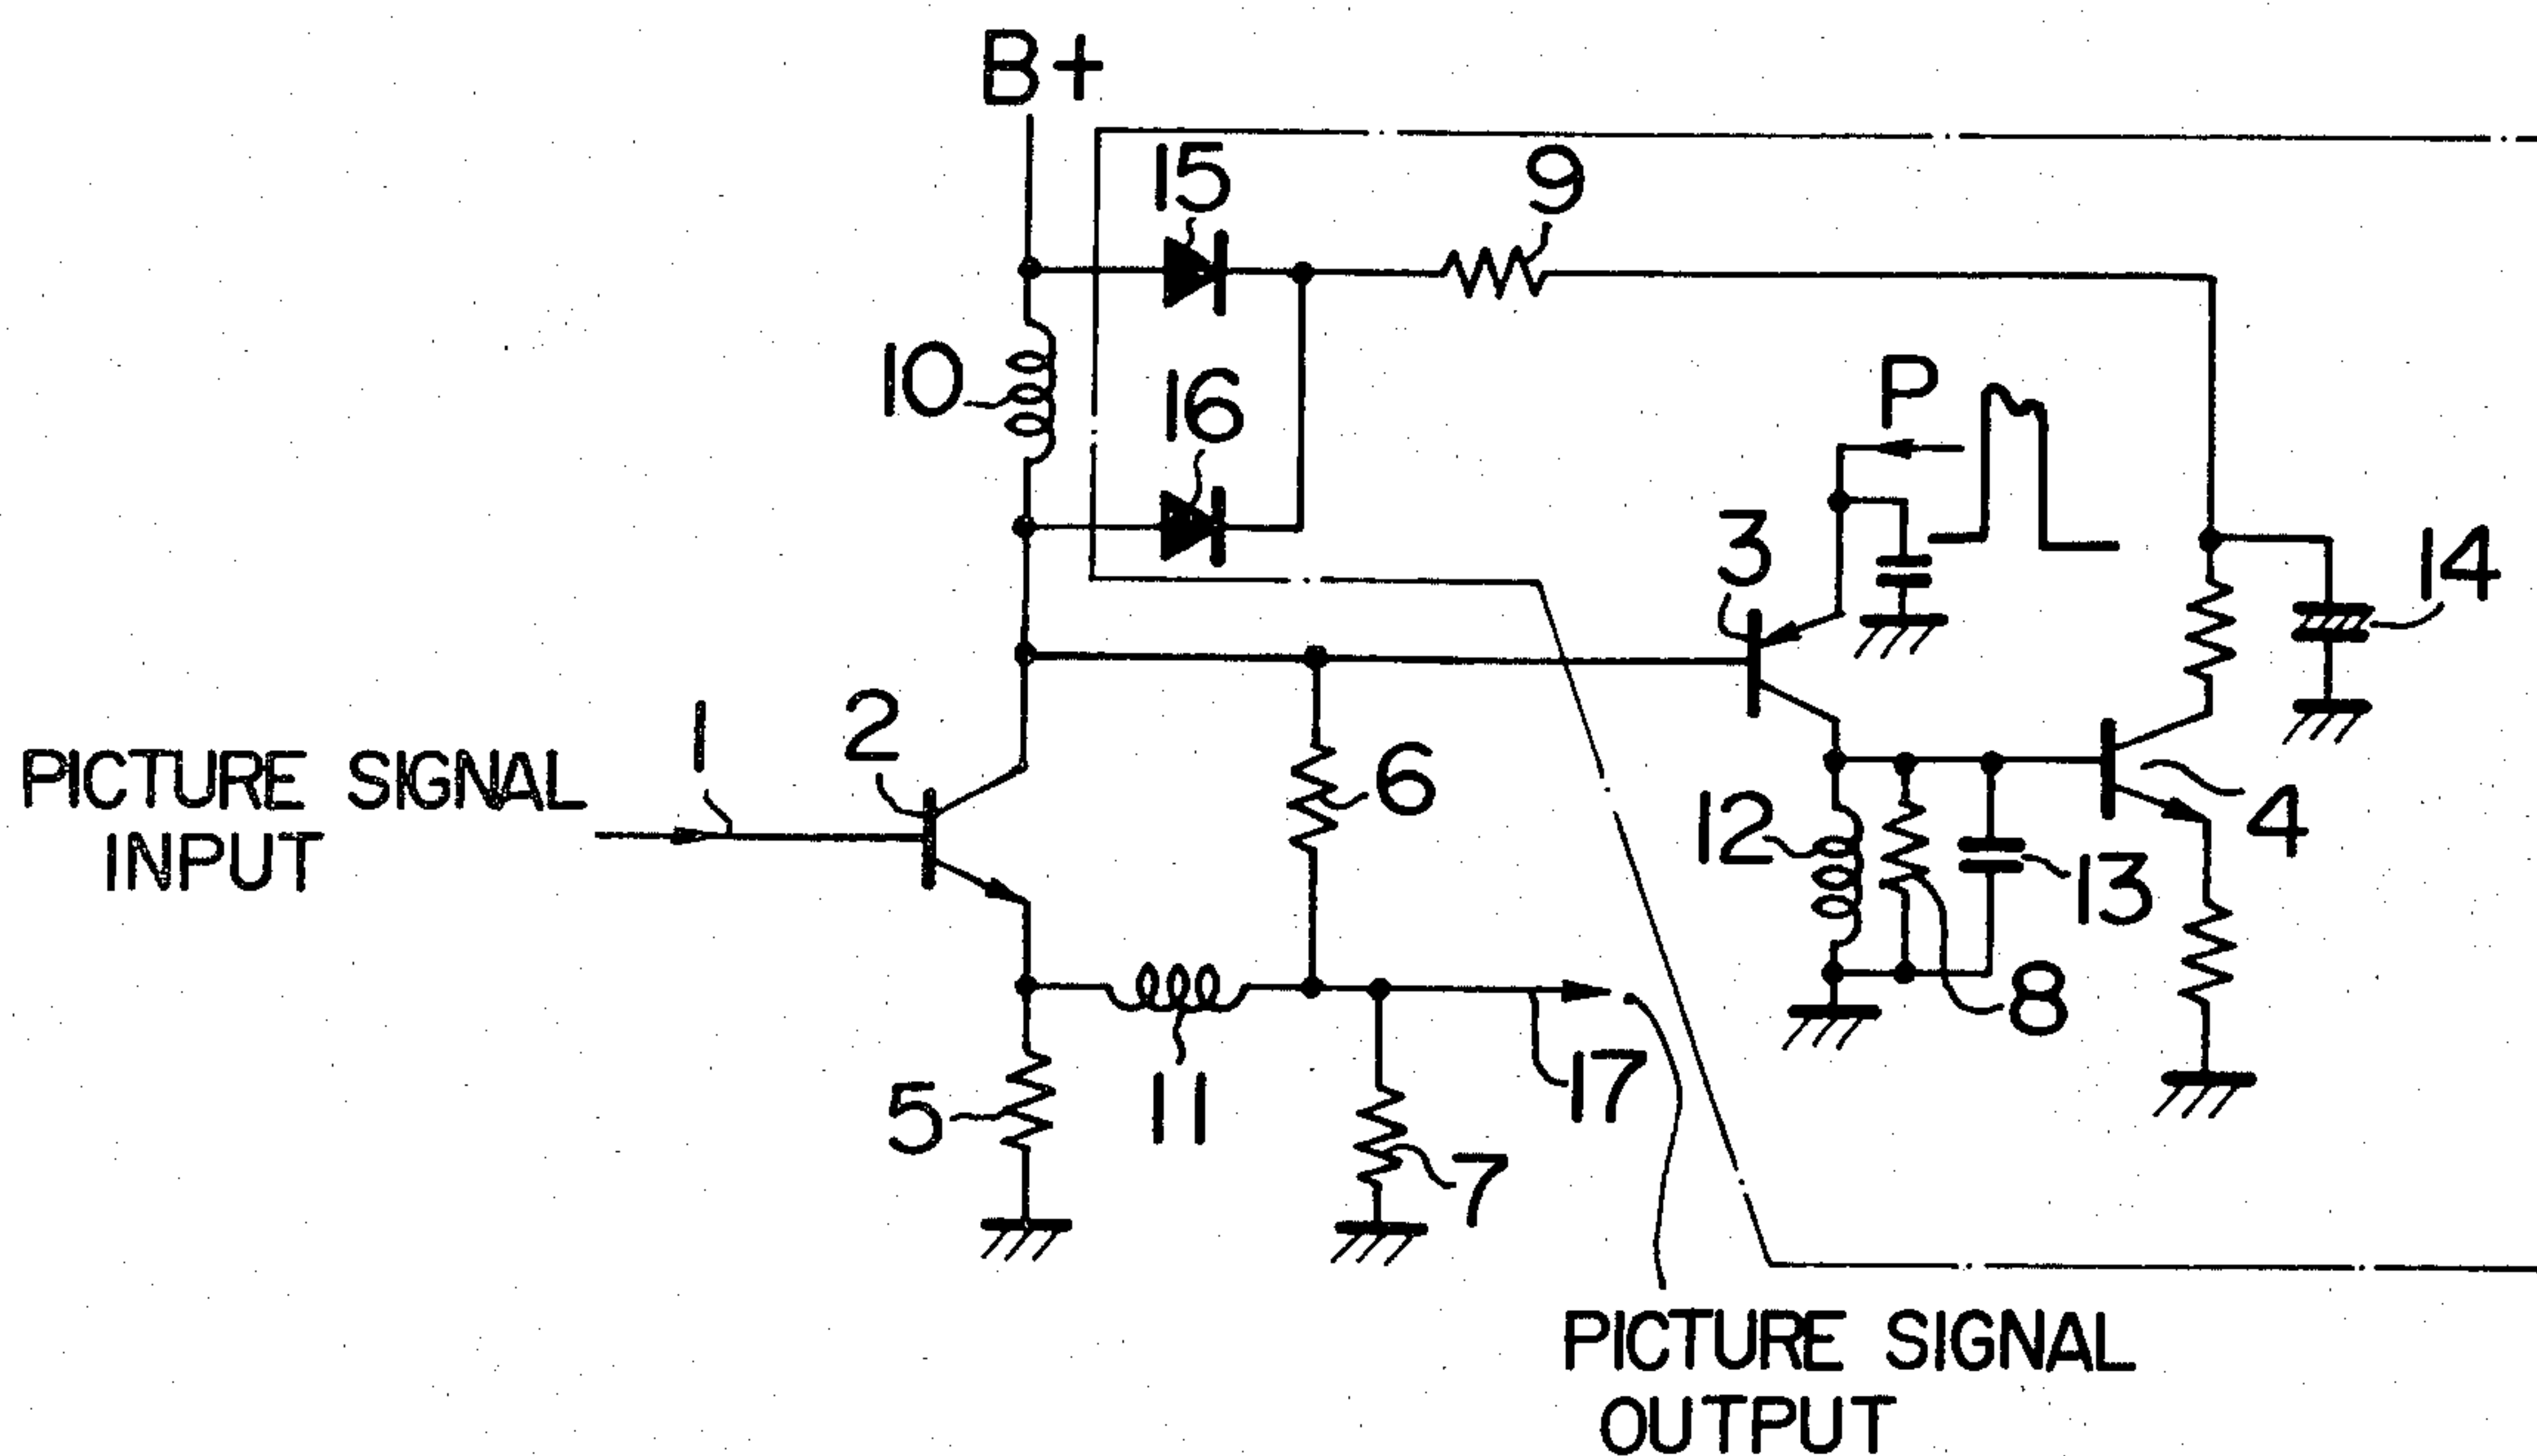 B+
15
9
10
16
P
3
14
1
2
PICTURE SIGNAL
INPUT
6
12
13
4
8
5
11
17
7
PICTURE SIGNAL
OUTPUT